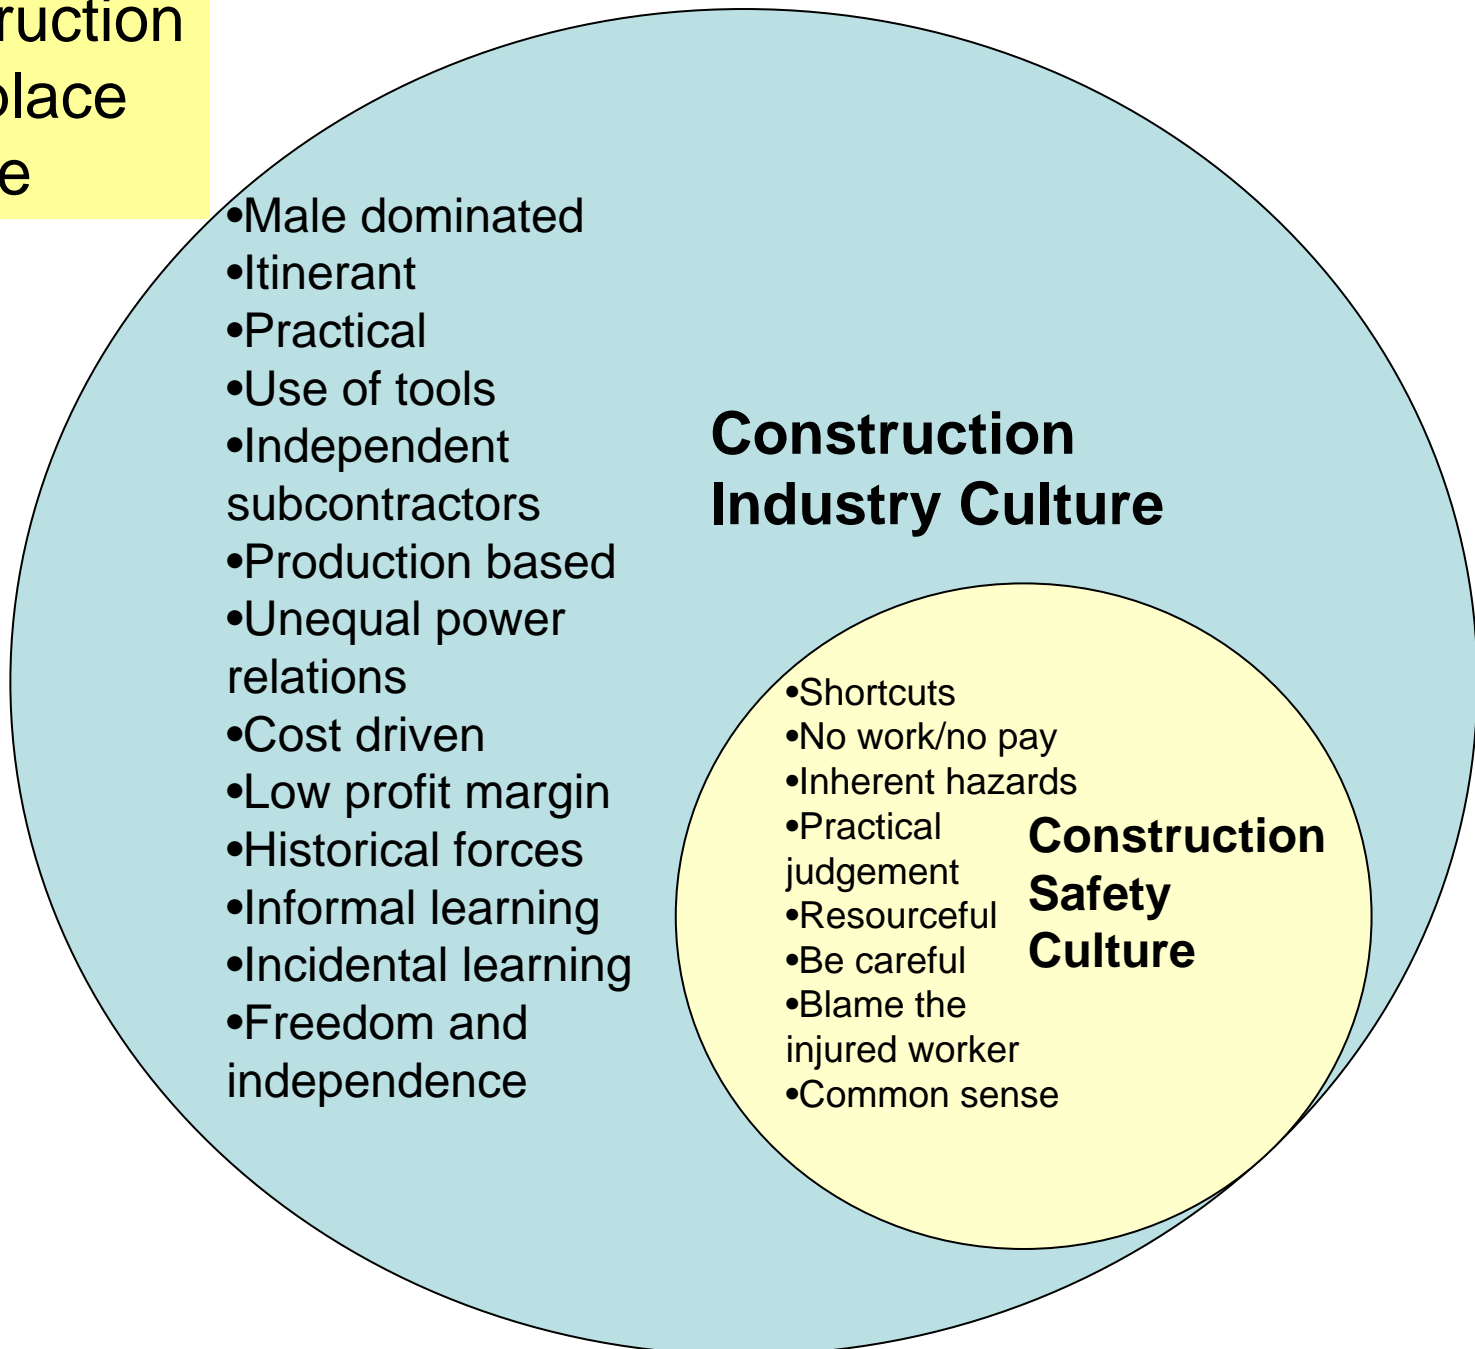 ruction
place
e
•Male dominated
•Itinerant
•Practical
•Use of tools
•Independent
subcontractors
•Production based
•Unequal power
relations
•Cost driven
•Low profit margin
•Historical forces
•Informal learning
•Incidental learning
•Freedom and
independence
Construction
Industry Culture
•Shortcuts
•No work/no pay
•Inherent hazards
•Practical
judgement
•Resourceful
•Be careful
•Blame the
injured worker
•Common sense
Construction
Safety
Culture